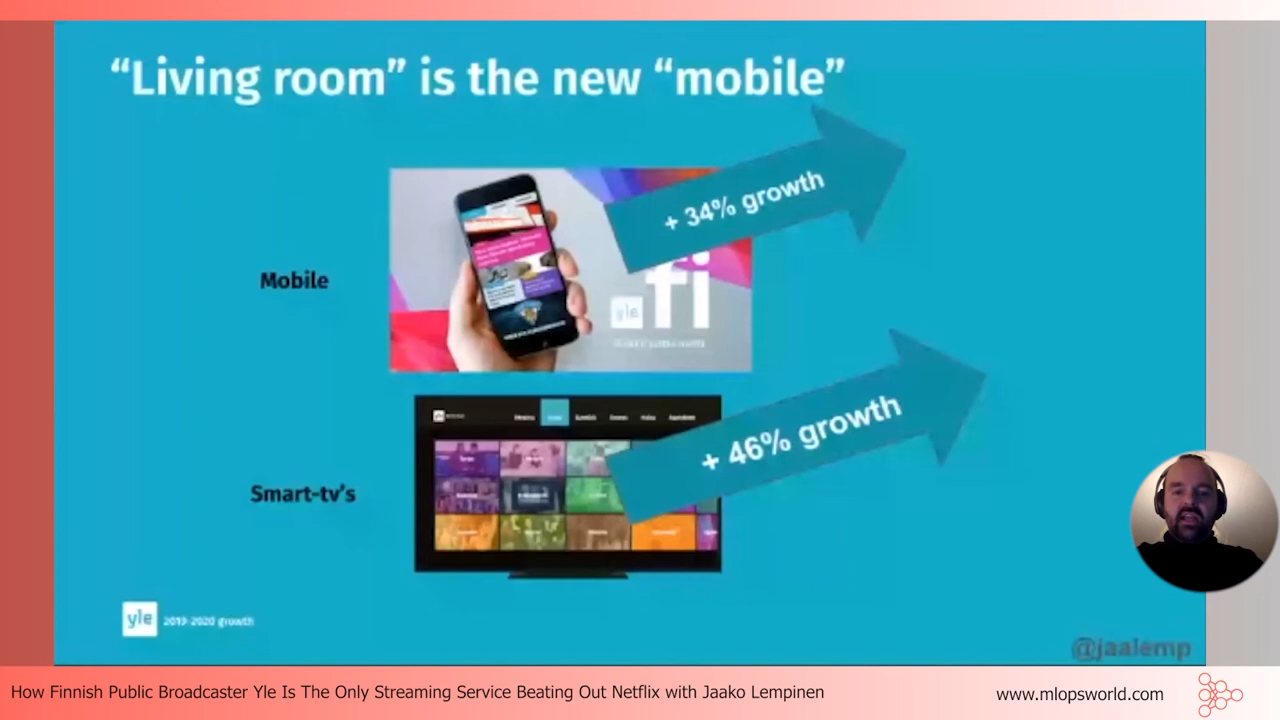 “Living room” is the new “mobile”
+ 34% growth
Mobile
yle
fi
+ 46% growth
yle
Smart-tv’s
yle 2019-2020 growth
@jaalemp
How Finnish Public Broadcaster Yle Is The Only Streaming Service Beating Out Netflix with Jaako Lempinen
www.mlopsworld.com